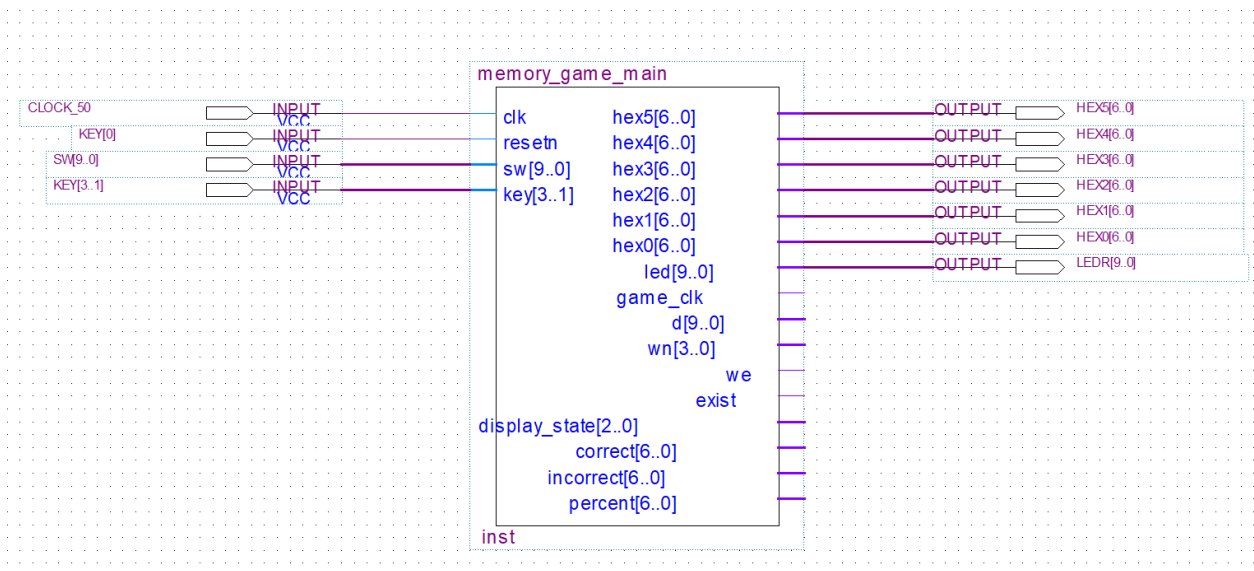 memory_game_main
CLOCK_50 INPUT VCC clk hex5[6..0] OUTPUT HEX5[6..0]
KEY[0] INPUT VCC resetn hex4[6..0] OUTPUT HEX4[6..0]
SW[9..0] INPUT VCC sw[9..0] hex3[6..0] OUTPUT HEX3[6..0]
KEY[3..1] INPUT VCC key[3..1] hex2[6..0] OUTPUT HEX2[6..0]
hex1[6..0] OUTPUT HEX1[6..0]
hex0[6..0] OUTPUT HEX0[6..0]
led[9..0] OUTPUT LEDR[9..0]
game_clk
d[9..0]
wn[3..0]
we
exist
display_state[2..0]
correct[6..0]
incorrect[6..0]
percent[6..0]
inst